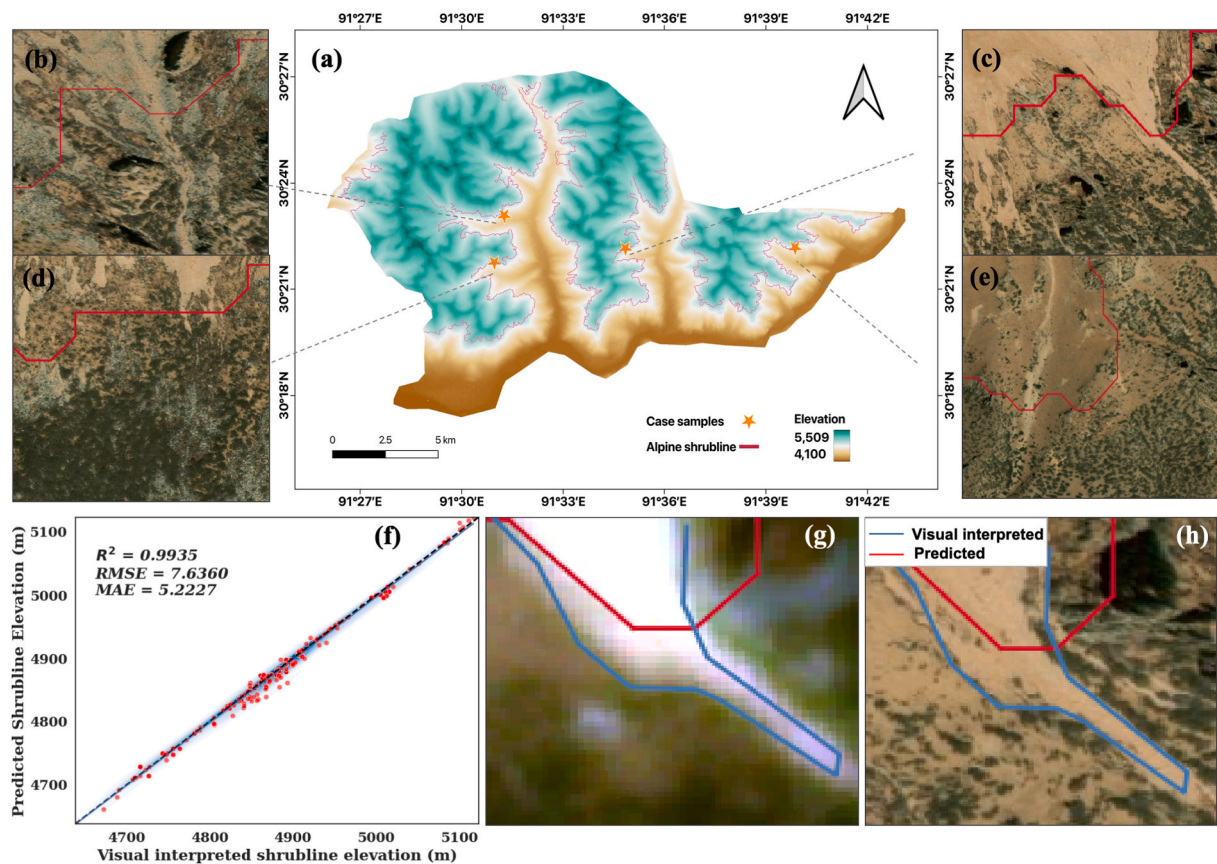 91°27'E 91°30'E 91°33'E 91°36'E 91°39'E 91°42'E
(b)
(a)
(c)
30°27'N
30°27'N
30°24'N
30°24'N
(d)
(e)
30°21'N
30°21'N
30°18'N
30°18'N
Case samples
Alpine shrubline
Elevation
5,509
4,100
0 2.5 5 km
91°27'E 91°30'E 91°33'E 91°36'E 91°39'E 91°42'E
(f)
R² = 0.9935
RMSE = 7.6360
MAE = 5.2227
Predicted Shrubline Elevation (m)
5100
5000
4900
4800
4700
4700 4800 4900 5000 5100
Visual interpreted shrubline elevation (m)
(g)
Visual interpreted
Predicted
(h)